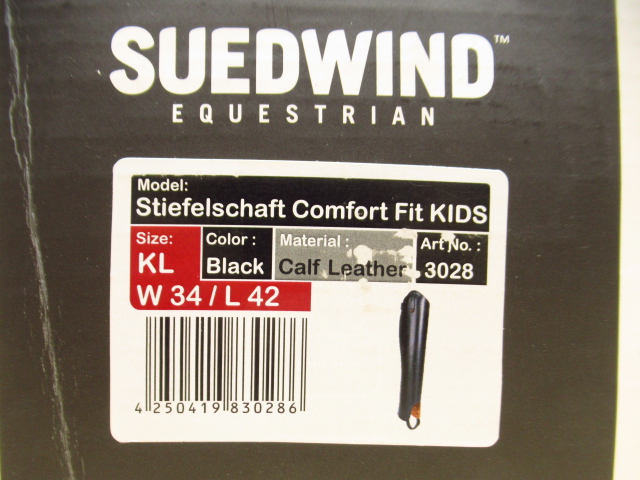 SUEDWIND™
EQUESTRIAN
Model:
Stiefelschaft Comfort Fit KIDS
Size: Color : Material : Art No. :
KL Black Calf Leather 3028
W 34 / L 42
4 250419 830286